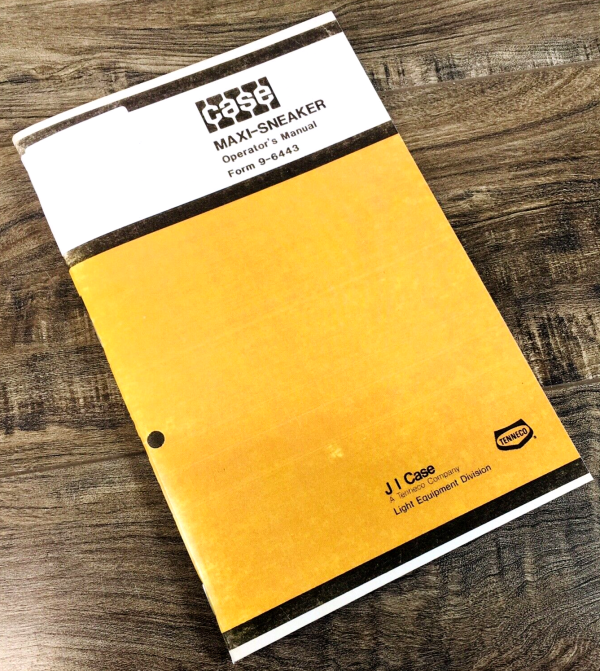 case
MAXI-SNEAKER
Operator's Manual
Form 9-6443
TENNECO
J I Case
A Tenneco Company
Light Equipment Division